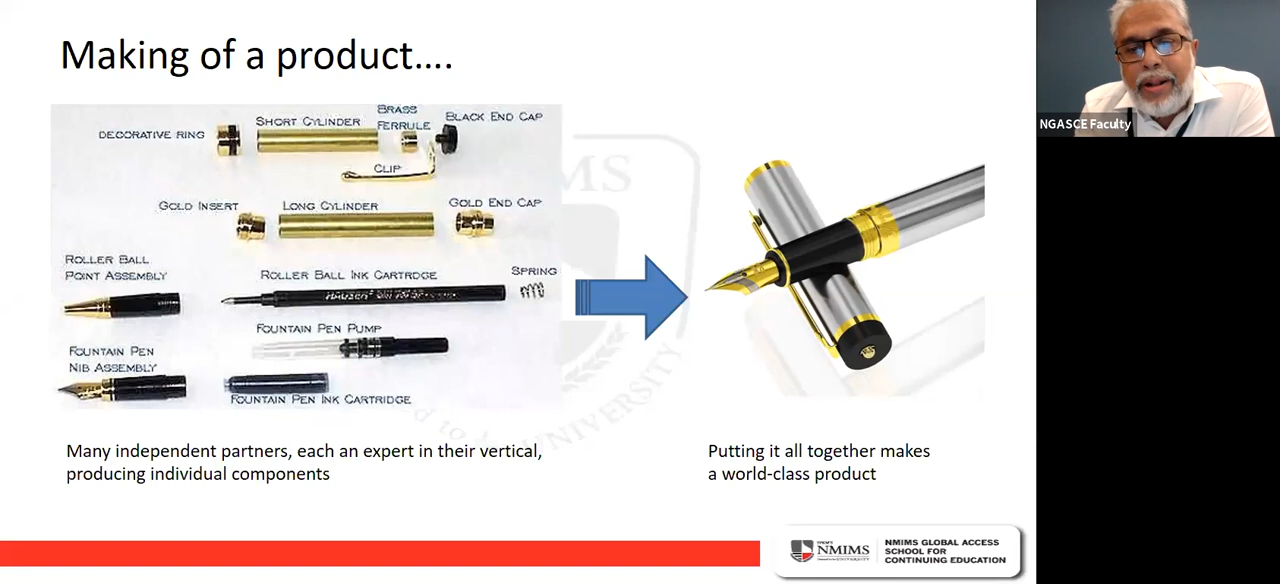 Making of a product....
NGASCE Faculty
BRASS
FERRULE
BLACK END CAP
SHORT CYLINDER
DECORATIVE RING
CLIP
GOLD INSERT
LONG CYLINDER
GOLD END CAP
ROLLER BALL
POINT ASSEMBLY
ROLLER BALL INK CARTRDGE
SPRING
FOUNTAIN PEN PUMP
FOUNTAIN PEN
NIB ASSEMBLY
FOUNTAIN PEN INK CARTRIDGE
MS
UNIVERSITY
Many independent partners, each an expert in their vertical,
producing individual components
Putting it all together makes
a world-class product
NMIMS
NMIMS GLOBAL ACCESS
SCHOOL FOR
CONTINUING EDUCATION